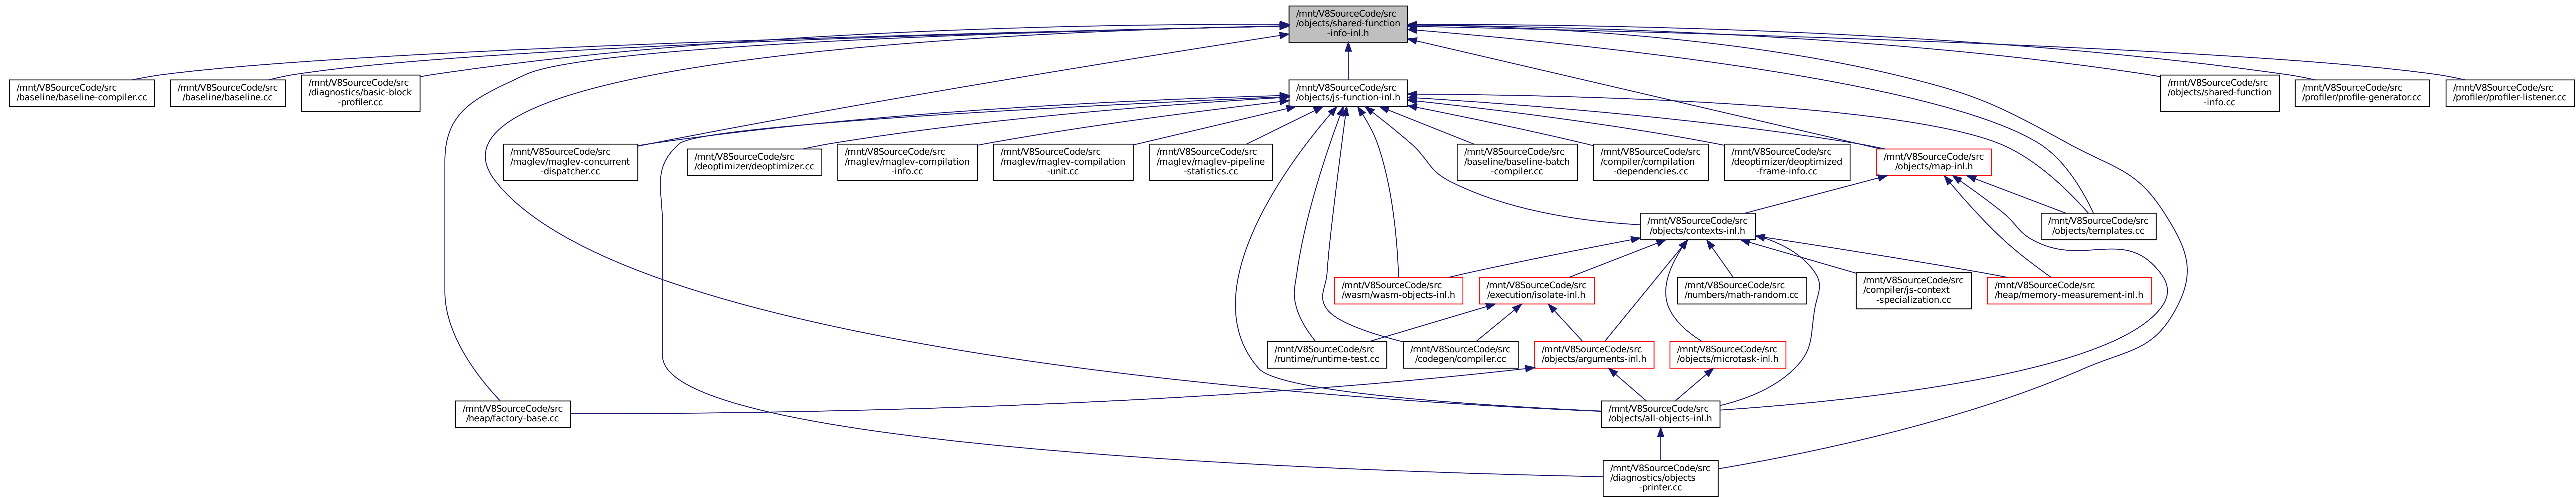 /mnt/V8SourceCode/src
/objects/shared-function
-info-inl.h
/mnt/V8SourceCode/src
/baseline/baseline-compiler.cc
/mnt/V8SourceCode/src
/baseline/baseline.cc
/mnt/V8SourceCode/src
/diagnostics/basic-block
-profiler.cc
/mnt/V8SourceCode/src
/objects/js-function-inl.h
/mnt/V8SourceCode/src
/objects/shared-function
-info.cc
/mnt/V8SourceCode/src
/profiler/profile-generator.cc
/mnt/V8SourceCode/src
/profiler/profiler-listener.cc
/mnt/V8SourceCode/src
/maglev/maglev-concurrent
-dispatcher.cc
/mnt/V8SourceCode/src
/deoptimizer/deoptimizer.cc
/mnt/V8SourceCode/src
/maglev/maglev-compilation
-info.cc
/mnt/V8SourceCode/src
/maglev/maglev-compilation
-unit.cc
/mnt/V8SourceCode/src
/maglev/maglev-pipeline
-statistics.cc
/mnt/V8SourceCode/src
/baseline/baseline-batch
-compiler.cc
/mnt/V8SourceCode/src
/compiler/compilation
-dependencies.cc
/mnt/V8SourceCode/src
/deoptimizer/deoptimized
-frame-info.cc
/mnt/V8SourceCode/src
/objects/map-inl.h
/mnt/V8SourceCode/src
/objects/contexts-inl.h
/mnt/V8SourceCode/src
/objects/templates.cc
/mnt/V8SourceCode/src
/wasm/wasm-objects-inl.h
/mnt/V8SourceCode/src
/execution/isolate-inl.h
/mnt/V8SourceCode/src
/numbers/math-random.cc
/mnt/V8SourceCode/src
/compiler/js-context
-specialization.cc
/mnt/V8SourceCode/src
/heap/memory-measurement-inl.h
/mnt/V8SourceCode/src
/runtime/runtime-test.cc
/mnt/V8SourceCode/src
/codegen/compiler.cc
/mnt/V8SourceCode/src
/objects/arguments-inl.h
/mnt/V8SourceCode/src
/objects/microtask-inl.h
/mnt/V8SourceCode/src
/heap/factory-base.cc
/mnt/V8SourceCode/src
/objects/all-objects-inl.h
/mnt/V8SourceCode/src
/diagnostics/objects
-printer.cc